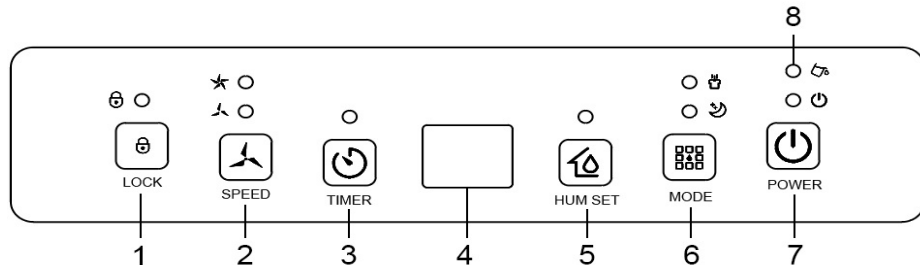 8
LOCK
SPEED
TIMER
HUM SET
MODE
POWER
1 2 3 4 5 6 7